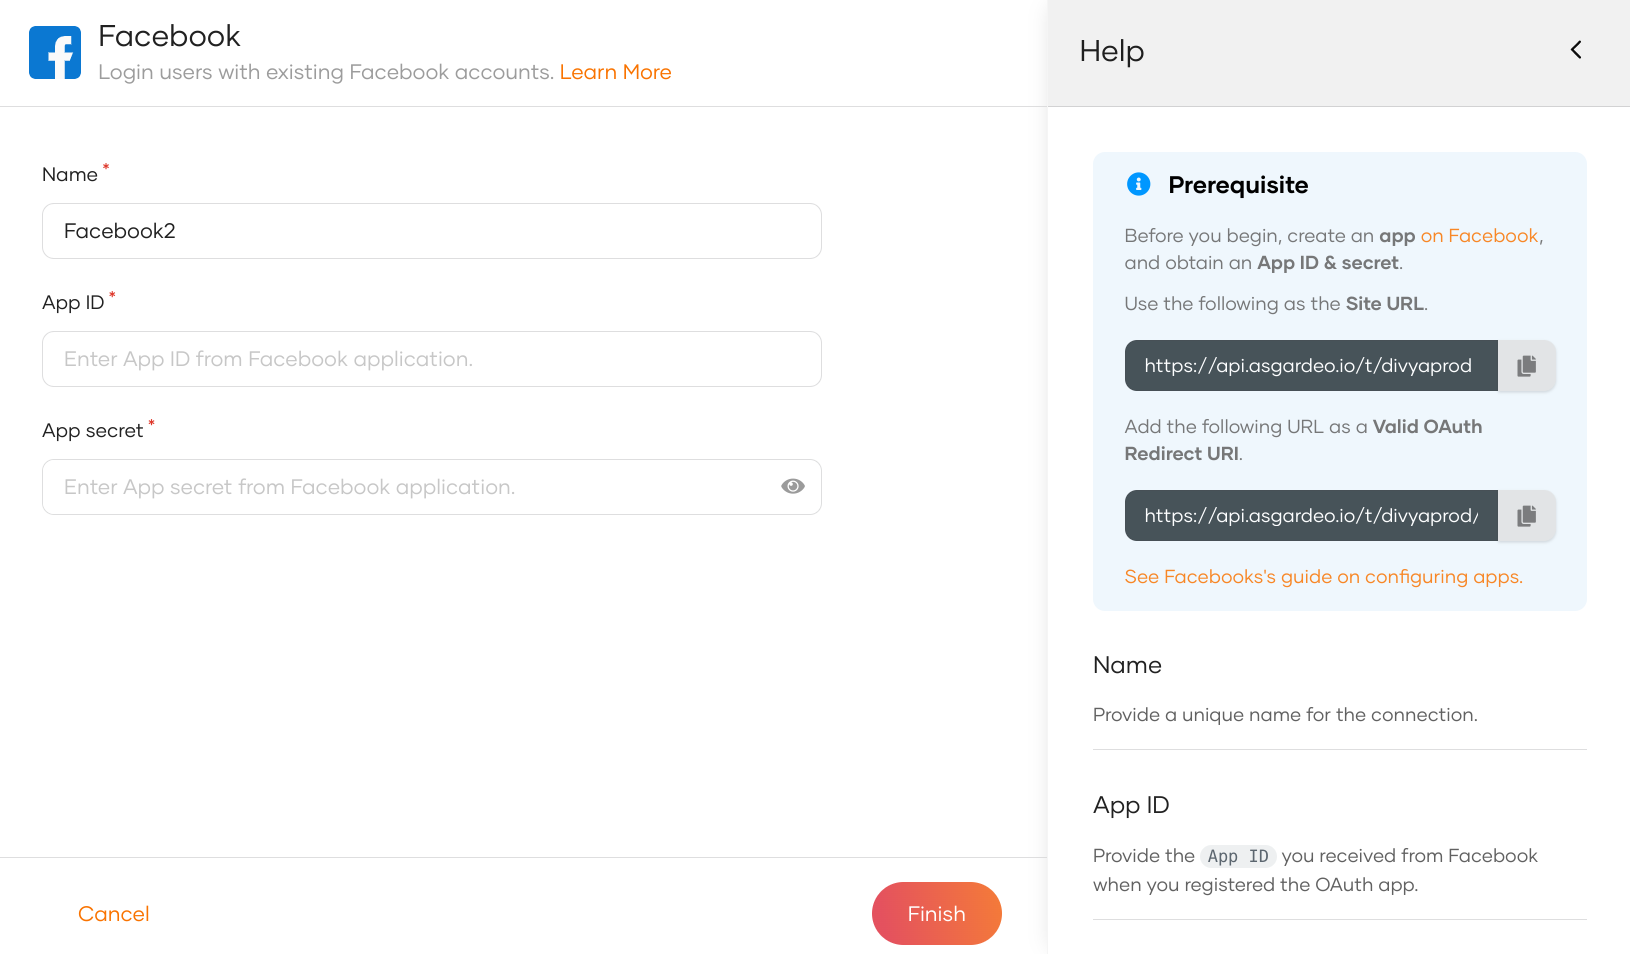 Facebook
Login users with existing Facebook accounts. Learn More
Name *
Facebook2
App ID *
Enter App ID from Facebook application.
App secret *
Enter App secret from Facebook application.
Cancel
Finish
Help
Prerequisite
Before you begin, create an app on Facebook,
and obtain an App ID & secret.
Use the following as the Site URL.
https://api.asgardeo.io/t/divyaprod
Add the following URL as a Valid OAuth
Redirect URI.
https://api.asgardeo.io/t/divyaprod/
See Facebooks's guide on configuring apps.
Name
Provide a unique name for the connection.
App ID
Provide the App ID you received from Facebook
when you registered the OAuth app.